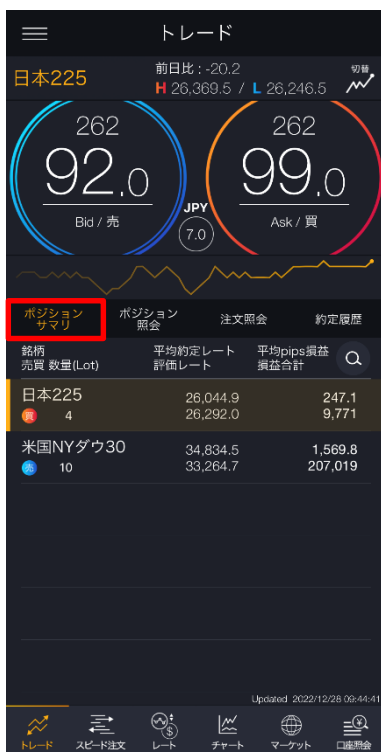 トレード
日本225
前日比 : -20.2
H 26,369.5 / L 26,246.5
切替
262
92.0
Bid / 売
JPY
7.0
262
99.0
Ask / 買
ポジション
サマリ
ポジション
照会
注文照会
約定履歴
銘柄
売買 数量(Lot)
平均約定レート
評価レート
平均pips損益
損益合計
日本225
26,044.9
247.1
買 4
26,292.0
9,771
米国NYダウ30
34,834.5
1,569.8
売 10
33,264.7
207,019
Updated 2022/12/28 09:44:41
トレード
スピード注文
レート
チャート
マーケット
口座照会